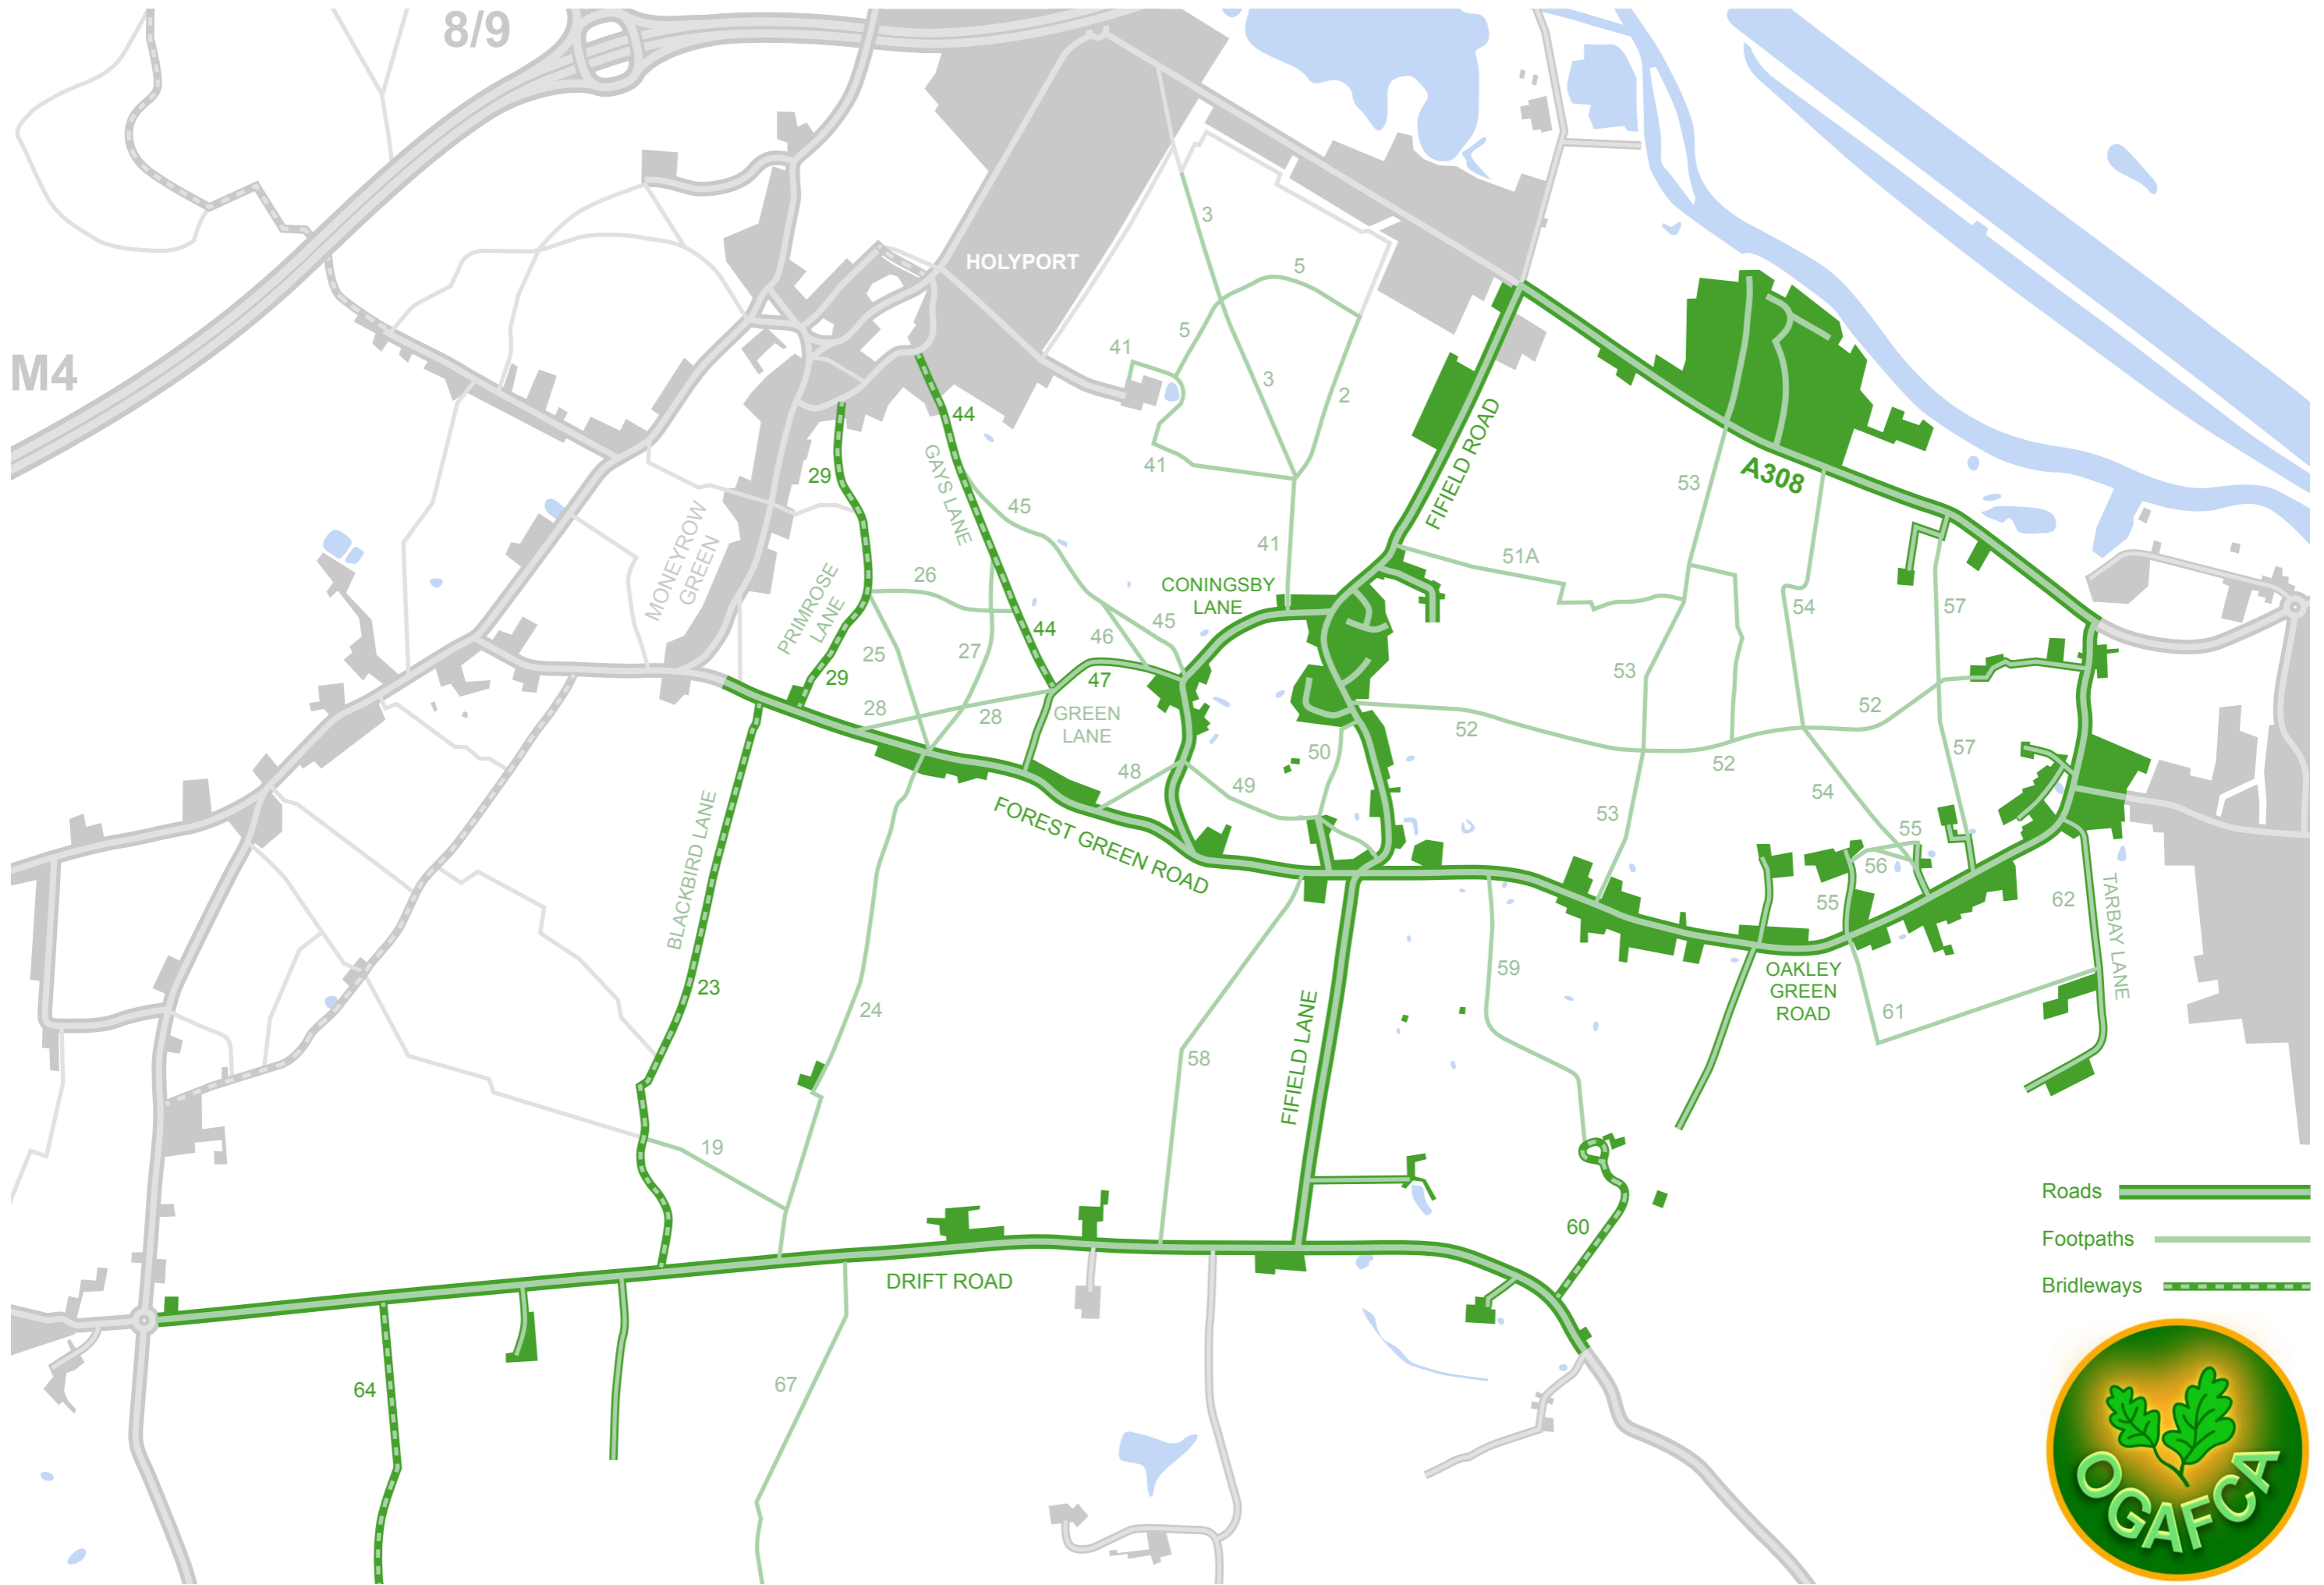 8/9
M4
HOLYPORT
3
5
5
41
3
2
44
41
29
GAYS LANE
45
FIFIELD ROAD
53
A308
MONEYROW
GREEN
41
51A
26
CONINGSBY
LANE
PRIMROSE
LANE
54
57
44
46
45
25
27
29
53
47
28
28
GREEN
LANE
52
52
50
57
52
48
49
54
BLACKBIRD LANE
FOREST GREEN ROAD
53
55
56
55
62
TARBAY LANE
23
24
59
OAKLEY
GREEN
ROAD
61
58
FIFIELD LANE
19
Roads
60
Footpaths
DRIFT ROAD
Bridleways
64
67
OGAFCA